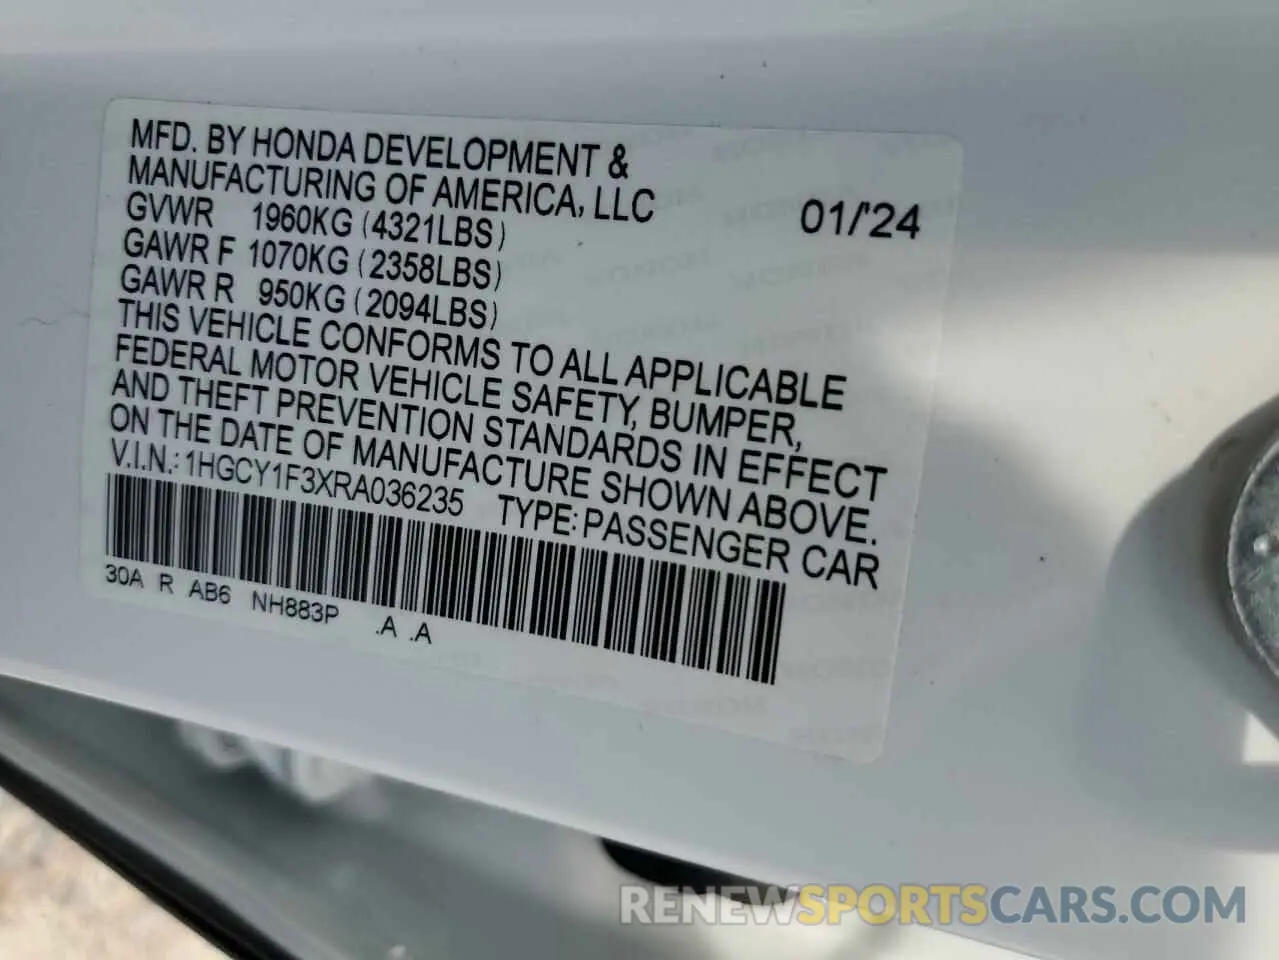 MFD. BY HONDA DEVELOPMENT &
MANUFACTURING OF AMERICA, LLC
01/'24
GVWR 1960KG (4321LBS)
GAWR F 1070KG (2358LBS)
GAWR R 950KG (2094LBS)
THIS VEHICLE CONFORMS TO ALL APPLICABLE
FEDERAL MOTOR VEHICLE SAFETY, BUMPER,
AND THEFT PREVENTION STANDARDS IN EFFECT
ON THE DATE OF MANUFACTURE SHOWN ABOVE.
V.I.N.: 1HGCY1F3XRA036235 TYPE: PASSENGER CAR
30A R AB6 NH883P .A .A
RENEWSPORTSCARS.COM